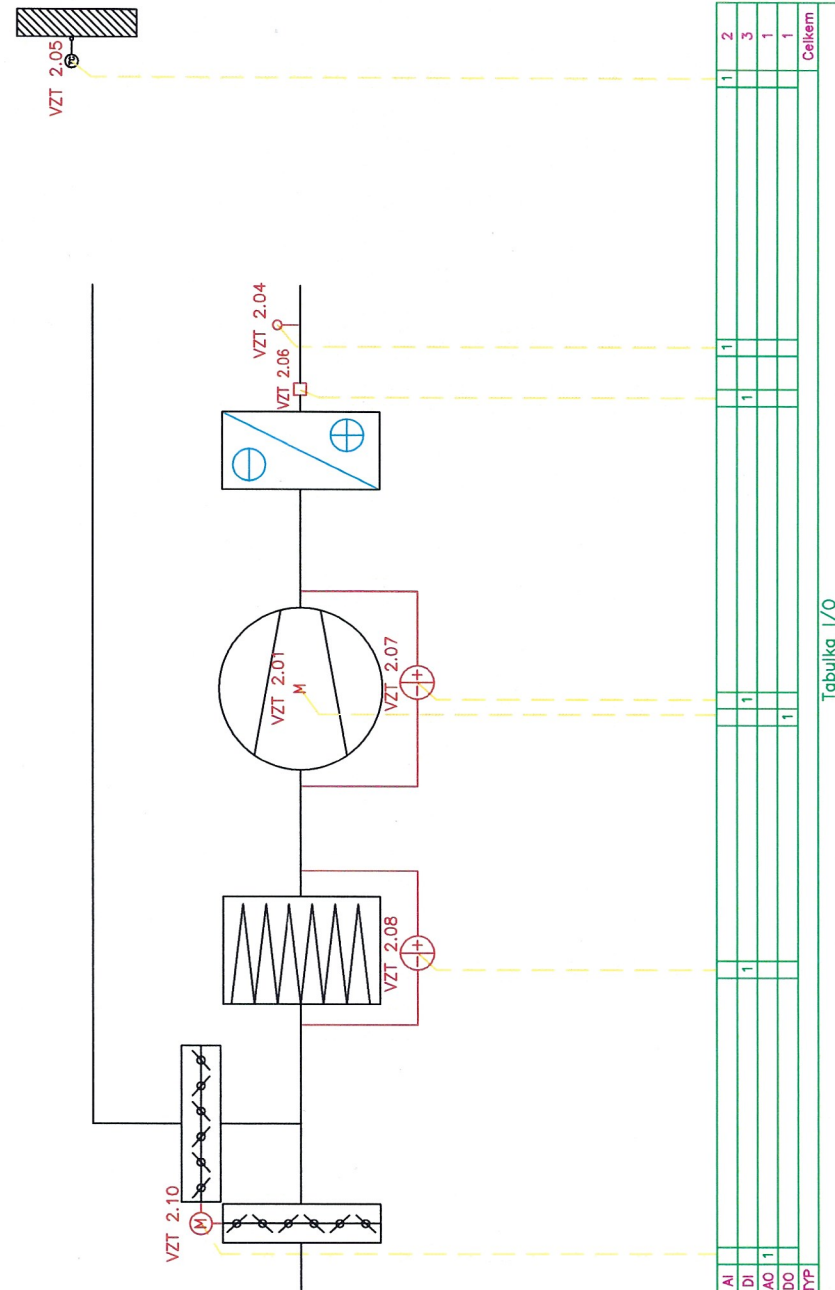 VZT 2.05
VZT 2.10
M
VZT 2.04
VZT 2.01
VZT 2.06
M
VZT 2.08
VZT 2.07
- +
- +
AI 1 1 2
DI 1 1 1 3
AO 1 1
DO 1 1
TYP Celkem
Tabulka I/O